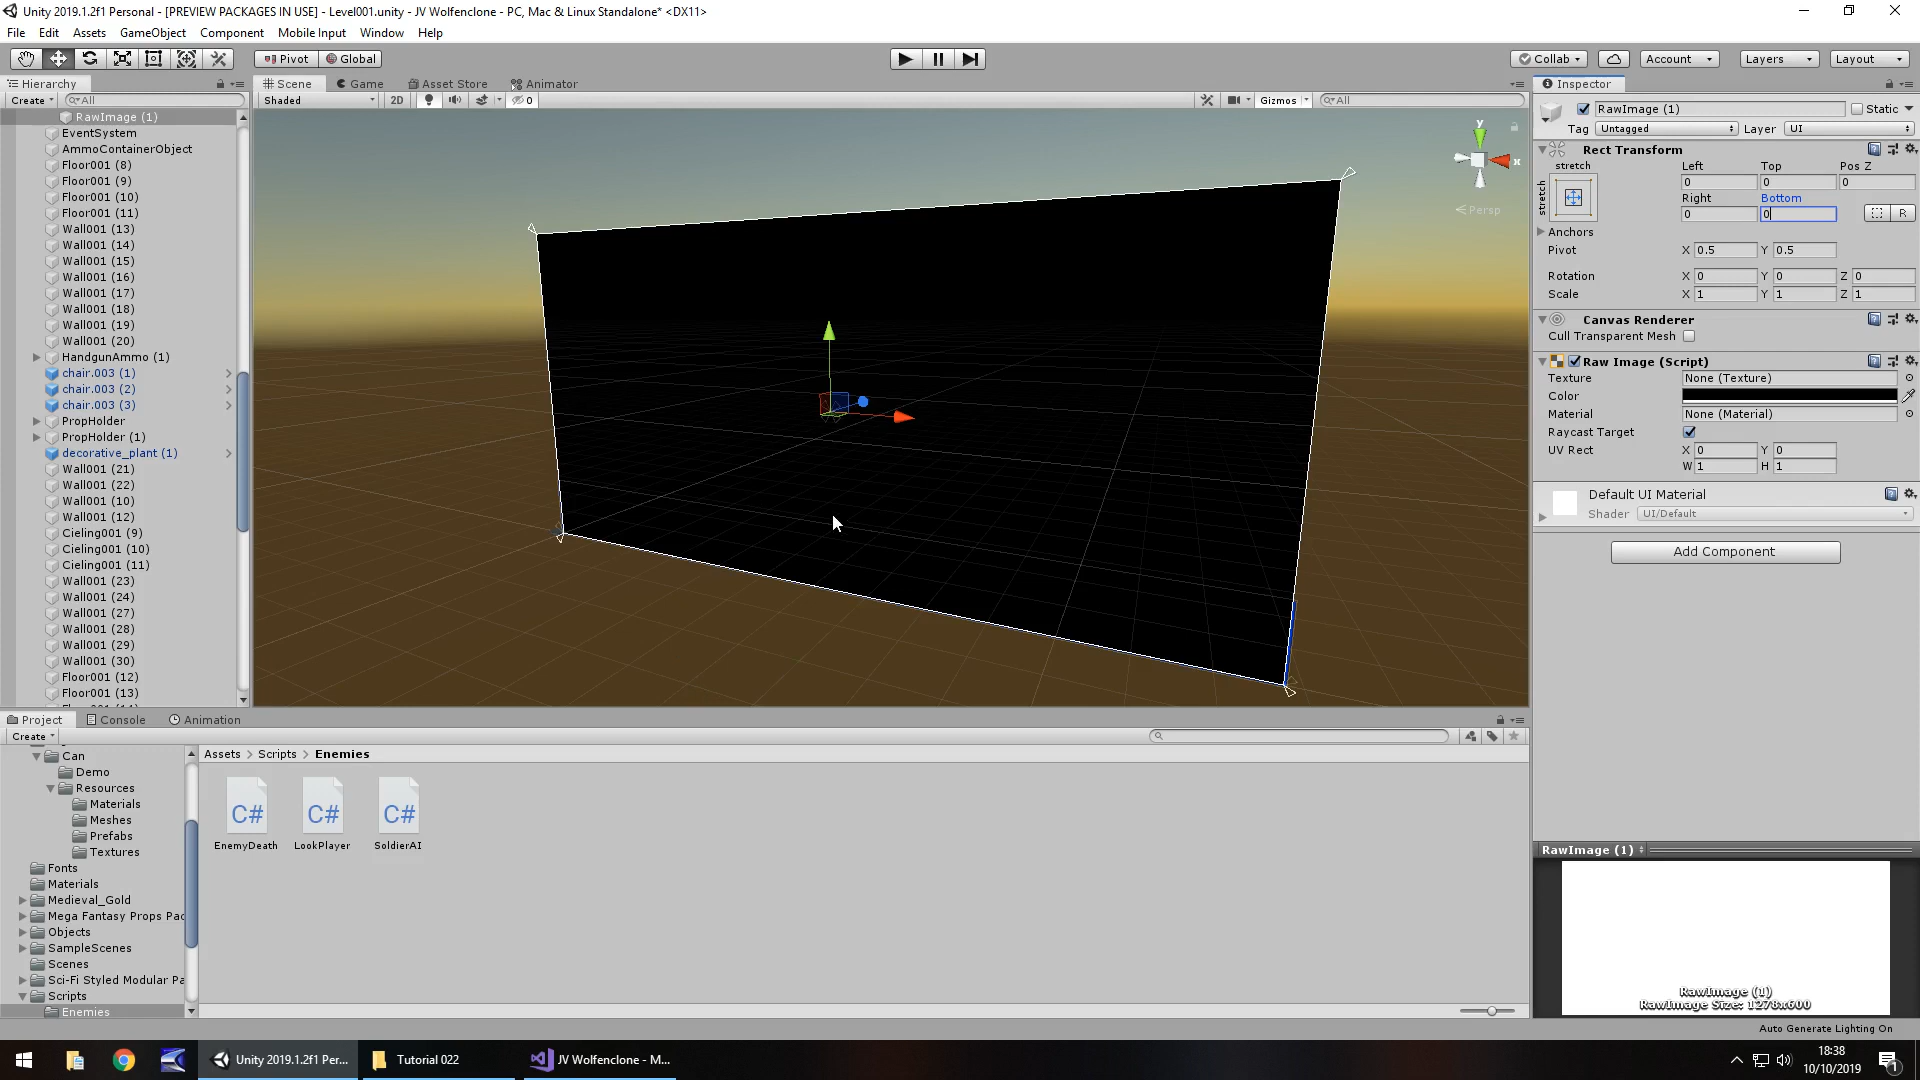 Unity 2019.1.2f1 Personal - [PREVIEW PACKAGES IN USE] - Level001.unity - JV Wolfenclone - PC, Mac & Linux Standalone* <DX11>
File Edit Assets GameObject Component Mobile Input Window Help
Pivot Global Collab Account Layers Layout
Hierarchy
Create All
RawImage (1)
EventSystem
AmmoContainerObject
Floor001 (8)
Floor001 (9)
Floor001 (10)
Floor001 (11)
Wall001 (13)
Wall001 (14)
Wall001 (15)
Wall001 (16)
Wall001 (17)
Wall001 (18)
Wall001 (19)
Wall001 (20)
HandgunAmmo (1)
chair.003 (1)
chair.003 (2)
chair.003 (3)
PropHolder
PropHolder (1)
decorative_plant (1)
Wall001 (21)
Wall001 (22)
Wall001 (10)
Wall001 (12)
Cieling001 (9)
Cieling001 (10)
Cieling001 (11)
Wall001 (23)
Wall001 (24)
Wall001 (27)
Wall001 (28)
Wall001 (29)
Wall001 (30)
Floor001 (12)
Floor001 (13)
Scene Game Asset Store Animator
Shaded 2D 0 Gizmos All
y
x
Persp
Inspector
RawImage (1) Static
Tag Untagged Layer UI
Rect Transform
stretch Left Top Pos Z
stretch 0 0 0
Right Bottom
0 0 R
Anchors
Pivot X 0.5 Y 0.5
Rotation X 0 Y 0 Z 0
Scale X 1 Y 1 Z 1
Canvas Renderer
Cull Transparent Mesh
Raw Image (Script)
Texture None (Texture)
Color
Material None (Material)
Raycast Target
UV Rect X 0 Y 0
W 1 H 1
Default UI Material
Shader UI/Default
Add Component
RawImage (1)
RawImage (1)
RawImage Size: 1278x600
Project Console Animation
Create
Can
Demo
Resources
Materials
Meshes
Prefabs
Textures
Fonts
Materials
Medieval_Gold
Mega Fantasy Props Pac
Objects
SampleScenes
Scenes
Sci-Fi Styled Modular Pa
Scripts
Enemies
Assets > Scripts > Enemies
C# C# C#
EnemyDeath LookPlayer SoldierAI
Auto Generate Lighting On
Unity 2019.1.2f1 Per... Tutorial 022 JV Wolfenclone - M...
18:38
10/10/2019
1